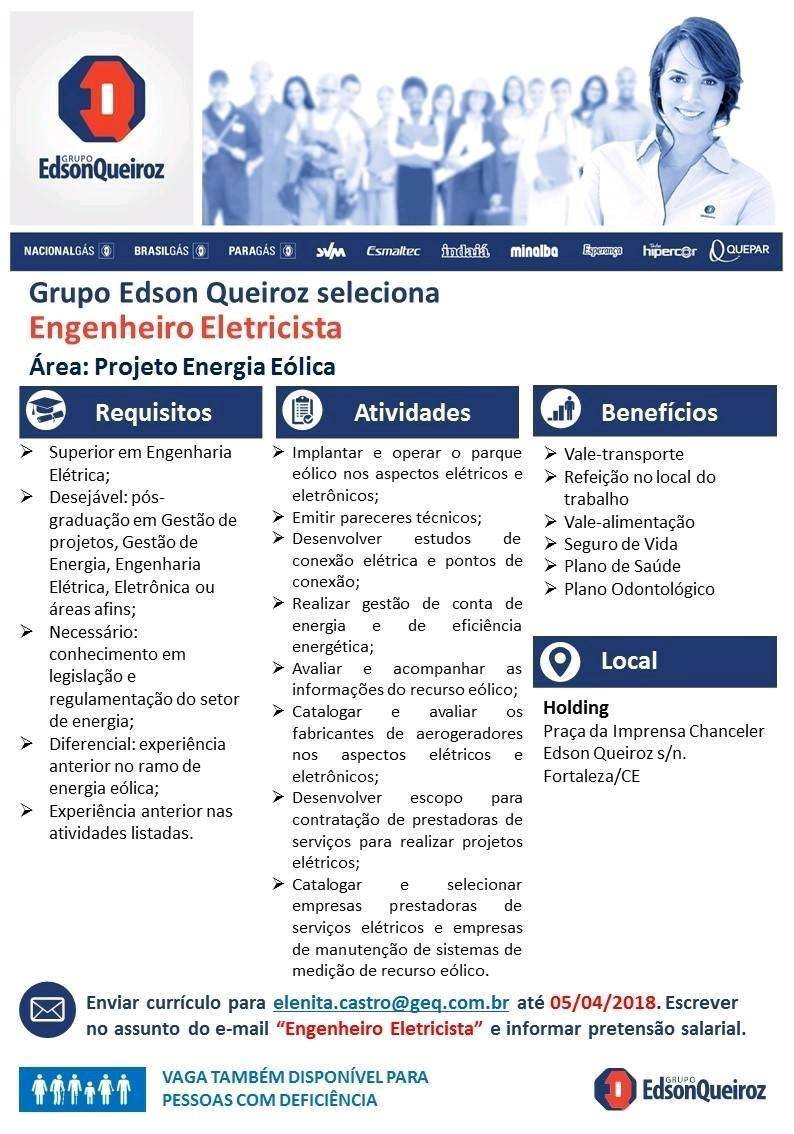 GRUPO
EdsonQueiroz
NACIONALGÁS BRASILGÁS PARAGÁS SVM Esmaltec indaiá minalba Esperança hipercor QUEPAR
Grupo Edson Queiroz seleciona
Engenheiro Eletricista
Área: Projeto Energia Eólica
Requisitos
Superior em Engenharia
Elétrica;
Desejável: pós-
graduação em Gestão de
projetos, Gestão de
Energia, Engenharia
Elétrica, Eletrônica ou
áreas afins;
Necessário:
conhecimento em
legislação e
regulamentação do setor
de energia;
Diferencial: experiência
anterior no ramo de
energia eólica;
Experiência anterior nas
atividades listadas.
Atividades
Implantar e operar o parque
eólico nos aspectos elétricos e
eletrônicos;
Emitir pareceres técnicos;
Desenvolver estudos de
conexão elétrica e pontos de
conexão;
Realizar gestão de conta de
energia e de eficiência
energética;
Avaliar e acompanhar as
informações do recurso eólico;
Catalogar e avaliar os
fabricantes de aerogeradores
nos aspectos elétricos e
eletrônicos;
Desenvolver escopo para
contratação de prestadoras de
serviços para realizar projetos
elétricos;
Catalogar e selecionar
empresas prestadoras de
serviços elétricos e empresas
de manutenção de sistemas de
medição de recurso eólico.
Benefícios
Vale-transporte
Refeição no local do
trabalho
Vale-alimentação
Seguro de Vida
Plano de Saúde
Plano Odontológico
Local
Holding
Praça da Imprensa Chanceler
Edson Queiroz s/n.
Fortaleza/CE
Enviar currículo para elenita.castro@geq.com.br até 05/04/2018. Escrever
no assunto do e-mail “Engenheiro Eletricista” e informar pretensão salarial.
VAGA TAMBÉM DISPONÍVEL PARA
PESSOAS COM DEFICIÊNCIA
GRUPO
EdsonQueiroz